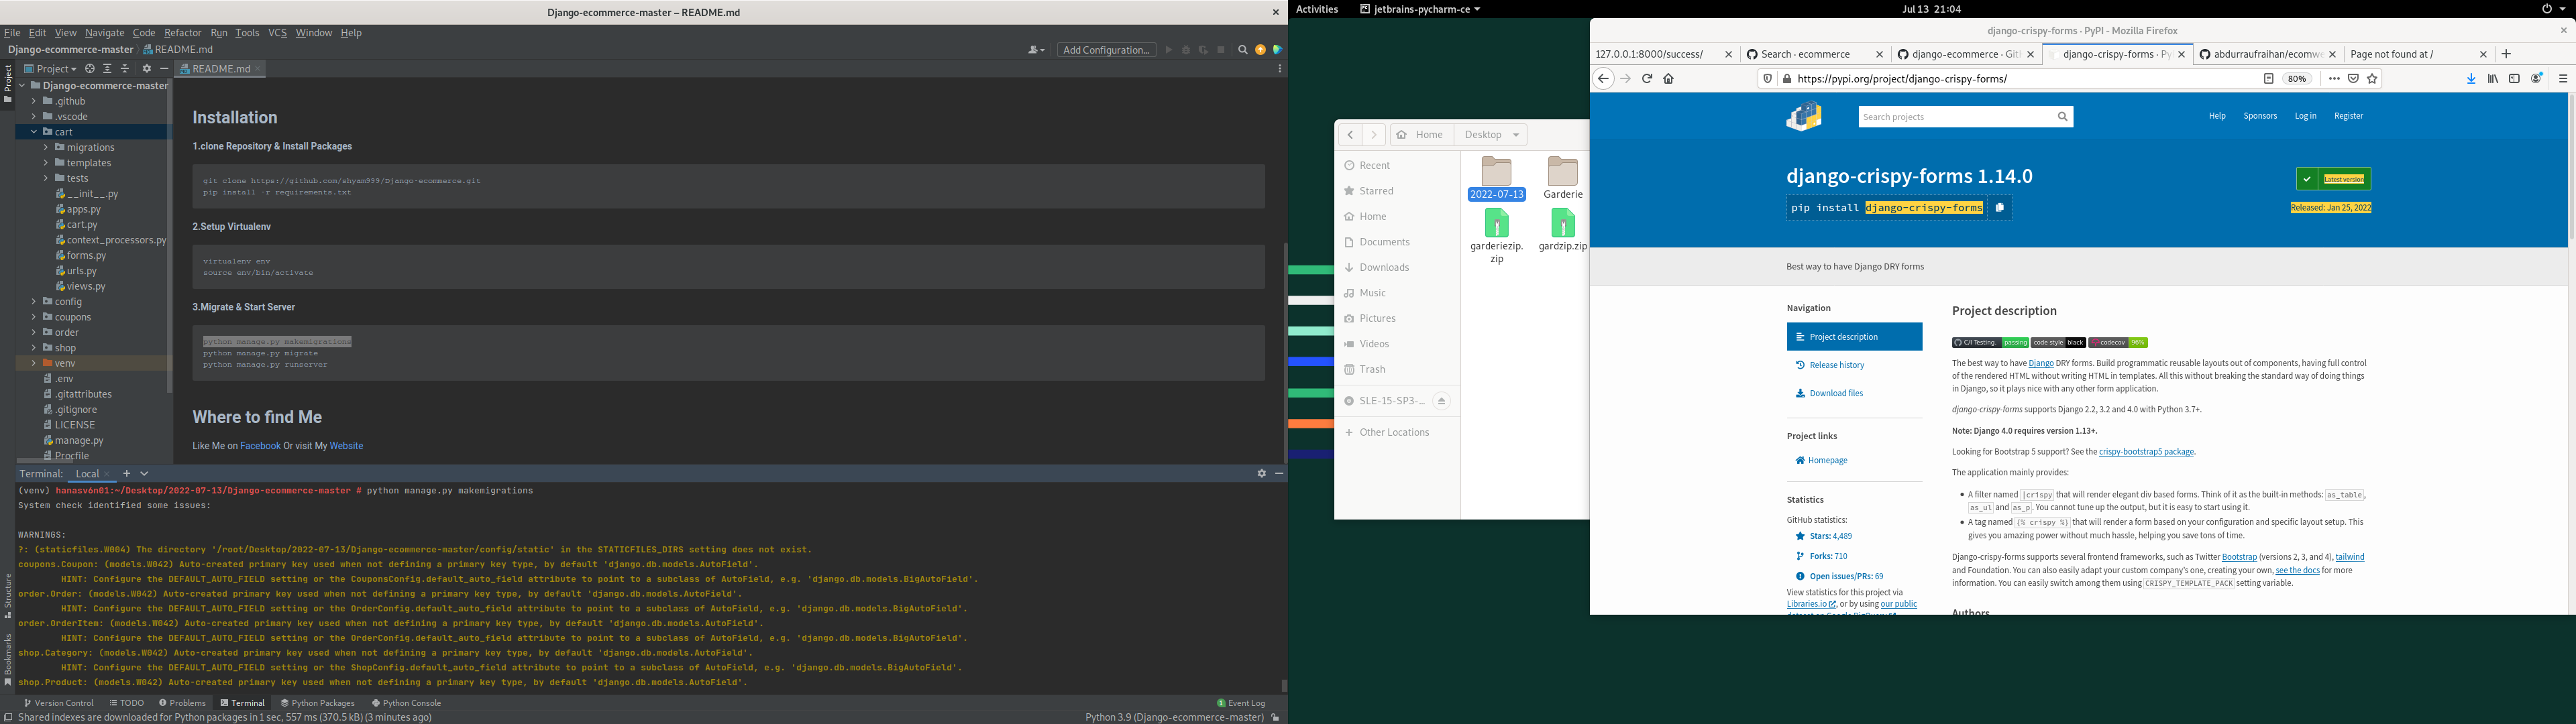 Django-ecommerce-master – README.md
File Edit View Navigate Code Refactor Run Tools VCS Window Help
Django-ecommerce-master README.md
Add Configuration...
Project
README.md
Project
Django-ecommerce-master
.github
.vscode
cart
migrations
templates
tests
__init__.py
apps.py
cart.py
context_processors.py
forms.py
urls.py
views.py
config
coupons
order
shop
venv
.env
.gitattributes
.gitignore
LICENSE
manage.py
Procfile
Structure
Bookmarks
Installation
1.clone Repository & Install Packages
git clone https://github.com/shyam999/Django-ecommerce.git
pip install -r requirements.txt
2.Setup Virtualenv
virtualenv env
source env/bin/activate
3.Migrate & Start Server
python manage.py makemigrations
python manage.py migrate
python manage.py runserver
Where to find Me
Like Me on Facebook Or visit My Website
Terminal: Local
(venv) hanasv6n01:~/Desktop/2022-07-13/Django-ecommerce-master # python manage.py makemigrations
System check identified some issues:
WARNINGS:
?: (staticfiles.W004) The directory '/root/Desktop/2022-07-13/Django-ecommerce-master/config/static' in the STATICFILES_DIRS setting does not exist.
coupons.Coupon: (models.W042) Auto-created primary key used when not defining a primary key type, by default 'django.db.models.AutoField'.
HINT: Configure the DEFAULT_AUTO_FIELD setting or the CouponsConfig.default_auto_field attribute to point to a subclass of AutoField, e.g. 'django.db.models.BigAutoField'.
order.Order: (models.W042) Auto-created primary key used when not defining a primary key type, by default 'django.db.models.AutoField'.
HINT: Configure the DEFAULT_AUTO_FIELD setting or the OrderConfig.default_auto_field attribute to point to a subclass of AutoField, e.g. 'django.db.models.BigAutoField'.
order.OrderItem: (models.W042) Auto-created primary key used when not defining a primary key type, by default 'django.db.models.AutoField'.
HINT: Configure the DEFAULT_AUTO_FIELD setting or the OrderConfig.default_auto_field attribute to point to a subclass of AutoField, e.g. 'django.db.models.BigAutoField'.
shop.Category: (models.W042) Auto-created primary key used when not defining a primary key type, by default 'django.db.models.AutoField'.
HINT: Configure the DEFAULT_AUTO_FIELD setting or the ShopConfig.default_auto_field attribute to point to a subclass of AutoField, e.g. 'django.db.models.BigAutoField'.
shop.Product: (models.W042) Auto-created primary key used when not defining a primary key type, by default 'django.db.models.AutoField'.
Version Control TODO Problems Terminal Python Packages Python Console
1 Event Log
Shared indexes are downloaded for Python packages in 1 sec, 557 ms (370.5 kB) (3 minutes ago)
Python 3.9 (Django-ecommerce-master)
Activities jetbrains-pycharm-ce
Jul 13 21:04
Home Desktop
Recent
Starred
Home
Documents
Downloads
Music
Pictures
Videos
Trash
SLE-15-SP3-...
Other Locations
2022-07-13
Garderie
garderiezip.
zip
gardzip.zip
django-crispy-forms · PyPI - Mozilla Firefox
127.0.0.1:8000/success/
Search · ecommerce
django-ecommerce · Git
django-crispy-forms · Py
abdurraufraihan/ecomwe
Page not found at /
https://pypi.org/project/django-crispy-forms/
80%
Search projects
Help Sponsors Log in Register
django-crispy-forms 1.14.0
Latest version
pip install django-crispy-forms
Released: Jan 25, 2022
Best way to have Django DRY forms
Navigation
Project description
Release history
Download files
Project links
Homepage
Statistics
GitHub statistics:
Stars: 4,489
Forks: 710
Open issues/PRs: 69
View statistics for this project via
Libraries.io, or by using our public
Project description
C/I Testing. passing code style black codecov 96%
The best way to have Django DRY forms. Build programmatic reusable layouts out of components, having full control
of the rendered HTML without writing HTML in templates. All this without breaking the standard way of doing things
in Django, so it plays nice with any other form application.
django-crispy-forms supports Django 2.2, 3.2 and 4.0 with Python 3.7+.
Note: Django 4.0 requires version 1.13+.
Looking for Bootstrap 5 support? See the crispy-bootstrap5 package.
The application mainly provides:
A filter named |crispy that will render elegant div based forms. Think of it as the built-in methods: as_table,
as_ul and as_p. You cannot tune up the output, but it is easy to start using it.
A tag named {% crispy %} that will render a form based on your configuration and specific layout setup. This
gives you amazing power without much hassle, helping you save tons of time.
Django-crispy-forms supports several frontend frameworks, such as Twitter Bootstrap (versions 2, 3, and 4), tailwind
and Foundation. You can also easily adapt your custom company's one, creating your own, see the docs for more
information. You can easily switch among them using CRISPY_TEMPLATE_PACK setting variable.
Authors